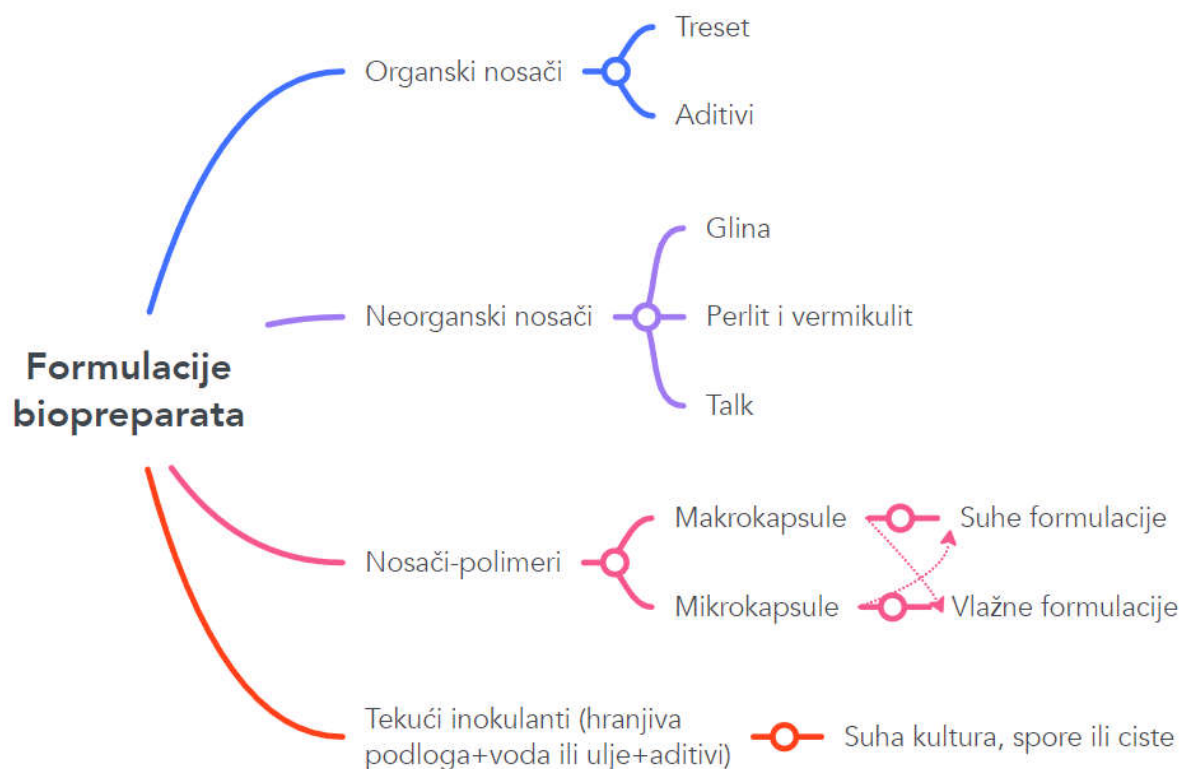 Formulacije
biopreparata
Organski nosači
Treset
Aditivi
Neorganski nosači
Glina
Perlit i vermikulit
Talk
Nosači-polimeri
Makrokapsule
Suhe formulacije
Mikrokapsule
Vlažne formulacije
Tekući inokulanti (hranjiva
podloga+voda ili ulje+aditivi)
Suha kultura, spore ili ciste